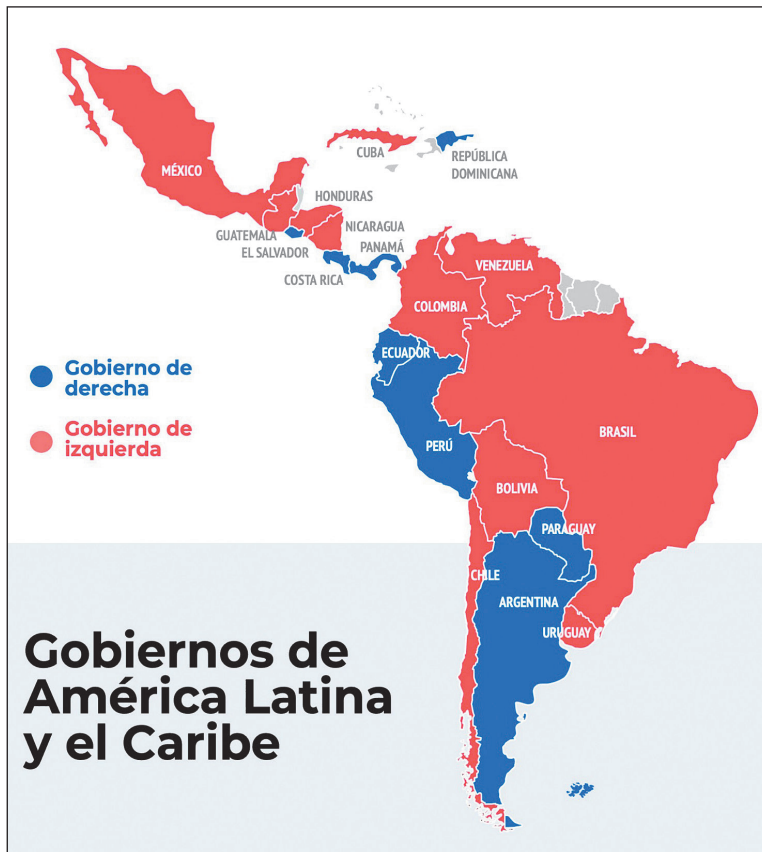 MÉXICO
CUBA
REPÚBLICA
DOMINICANA
HONDURAS
GUATEMALA
NICARAGUA
EL SALVADOR
PANAMÁ
COSTA RICA
VENEZUELA
COLOMBIA
ECUADOR
PERÚ
BRASIL
BOLIVIA
PARAGUAY
CHILE
ARGENTINA
URUGUAY
Gobierno de
derecha
Gobierno de
izquierda
Gobiernos de
América Latina
y el Caribe